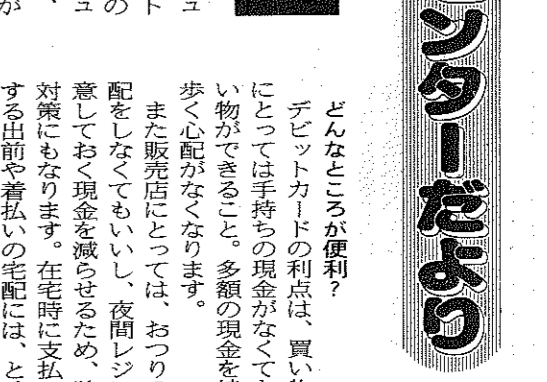 ンターだより
どんなところが便利?
デビットカードの利点は、買い物
にとっては手持ちの現金がなくても
い物ができること。多額の現金を持
歩く心配がなくなります。
また販売店にとっては、おつり
配をしなくてもいいし、夜間レジ
意しておく現金を減らせるため、
対策にもなります。在宅時に支払
する出前や着払いの宅配には、と
ュ
ト
の
ュ
、
が